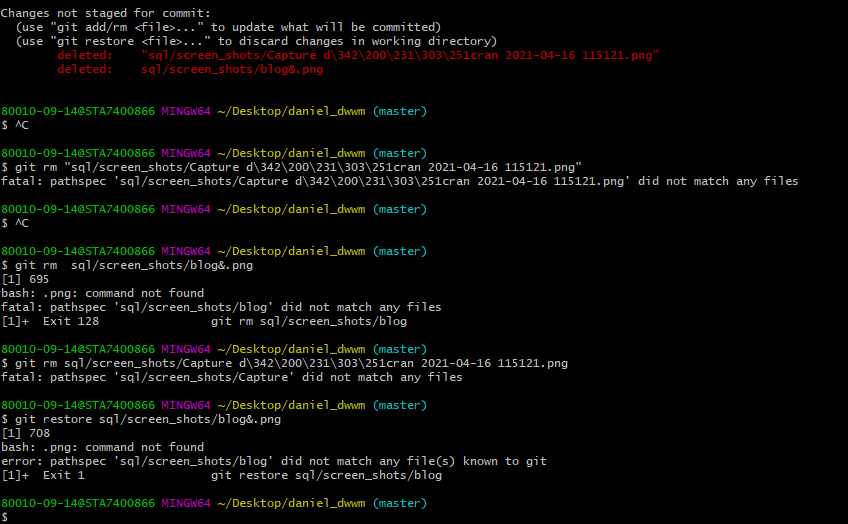 Changes not staged for commit:
  (use "git add/rm <file>..." to update what will be committed)
  (use "git restore <file>..." to discard changes in working directory)
        deleted:    "sql/screen_shots/Capture d\342\200\231\303\251cran 2021-04-16 115121.png"
        deleted:    sql/screen_shots/blog&.png
80010-09-14@STA7400866 MINGW64 ~/Desktop/daniel_dwwm (master)
$ ^C
80010-09-14@STA7400866 MINGW64 ~/Desktop/daniel_dwwm (master)
$ git rm "sql/screen_shots/Capture d\342\200\231\303\251cran 2021-04-16 115121.png"
fatal: pathspec 'sql/screen_shots/Capture d\342\200\231\303\251cran 2021-04-16 115121.png' did not match any files
80010-09-14@STA7400866 MINGW64 ~/Desktop/daniel_dwwm (master)
$ ^C
80010-09-14@STA7400866 MINGW64 ~/Desktop/daniel_dwwm (master)
$ git rm  sql/screen_shots/blog&.png
[1] 695
bash: .png: command not found
fatal: pathspec 'sql/screen_shots/blog' did not match any files
[1]+  Exit 128                git rm sql/screen_shots/blog
80010-09-14@STA7400866 MINGW64 ~/Desktop/daniel_dwwm (master)
$ git rm sql/screen_shots/Capture d\342\200\231\303\251cran 2021-04-16 115121.png
fatal: pathspec 'sql/screen_shots/Capture' did not match any files
80010-09-14@STA7400866 MINGW64 ~/Desktop/daniel_dwwm (master)
$ git restore sql/screen_shots/blog&.png
[1] 708
bash: .png: command not found
error: pathspec 'sql/screen_shots/blog' did not match any file(s) known to git
[1]+  Exit 1                  git restore sql/screen_shots/blog
80010-09-14@STA7400866 MINGW64 ~/Desktop/daniel_dwwm (master)
$